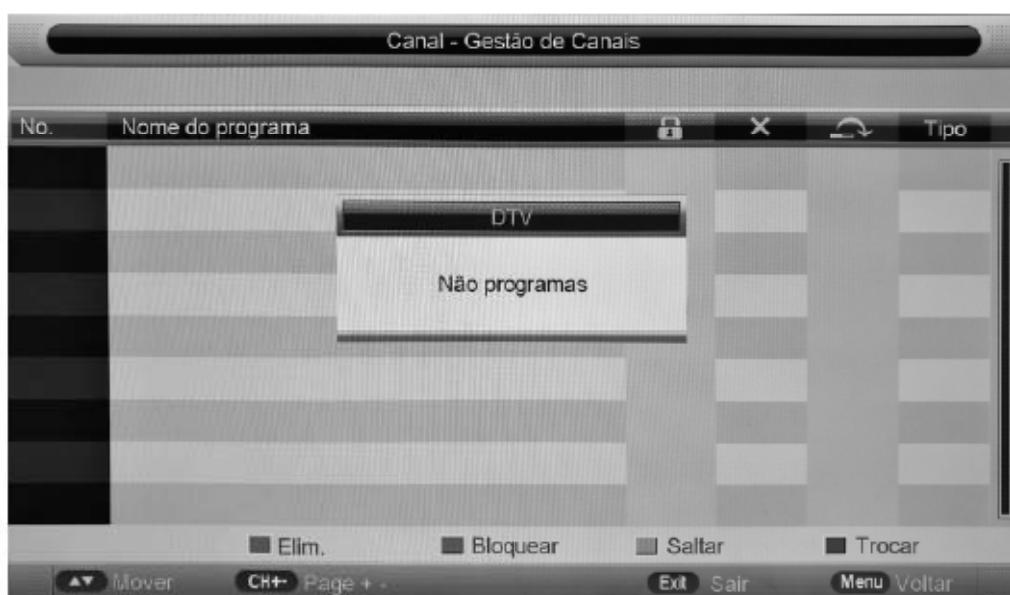 Canal - Gestão de Canais
No. Nome do programa Tipo
DTV
Não programas
Elim. Bloquear Saltar Trocar
Mover CH+- Page + - Exit Sair Menu Voltar